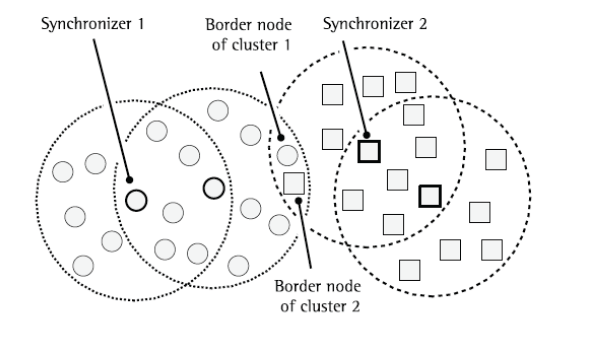 Synchronizer 1
Border node
of cluster 1
Synchronizer 2
Border node
of cluster 2